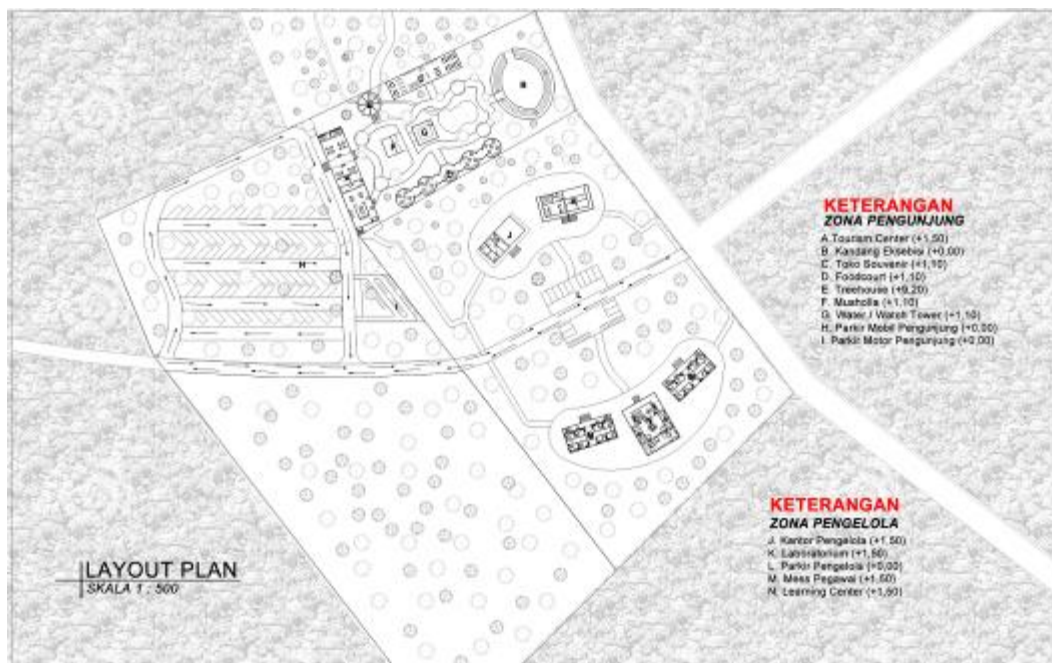 KETERANGAN
ZONA PENGUNJUNG
A. Tourism Center (+1,50)
B. Kandang Eksebisi (+0,00)
C. Toko Souvenir (+1,10)
D. Foodcourt (+1,10)
E. Treehouse (+9,20)
F. Musholla (+1,10)
G. Water / Watch Tower (+1,10)
H. Parkir Mobil Pengunjung (+0,00)
I. Parkir Motor Pengunjung (+0,00)
A
G
J
H
I
L
KETERANGAN
ZONA PENGELOLA
J. Kantor Pengelola (+1,50)
K. Laboratorium (+1,50)
L. Parkir Pengelola (+0,00)
M. Mess Pegawai (+1,50)
N. Learning Center (+1,50)
LAYOUT PLAN
SKALA 1 : 500